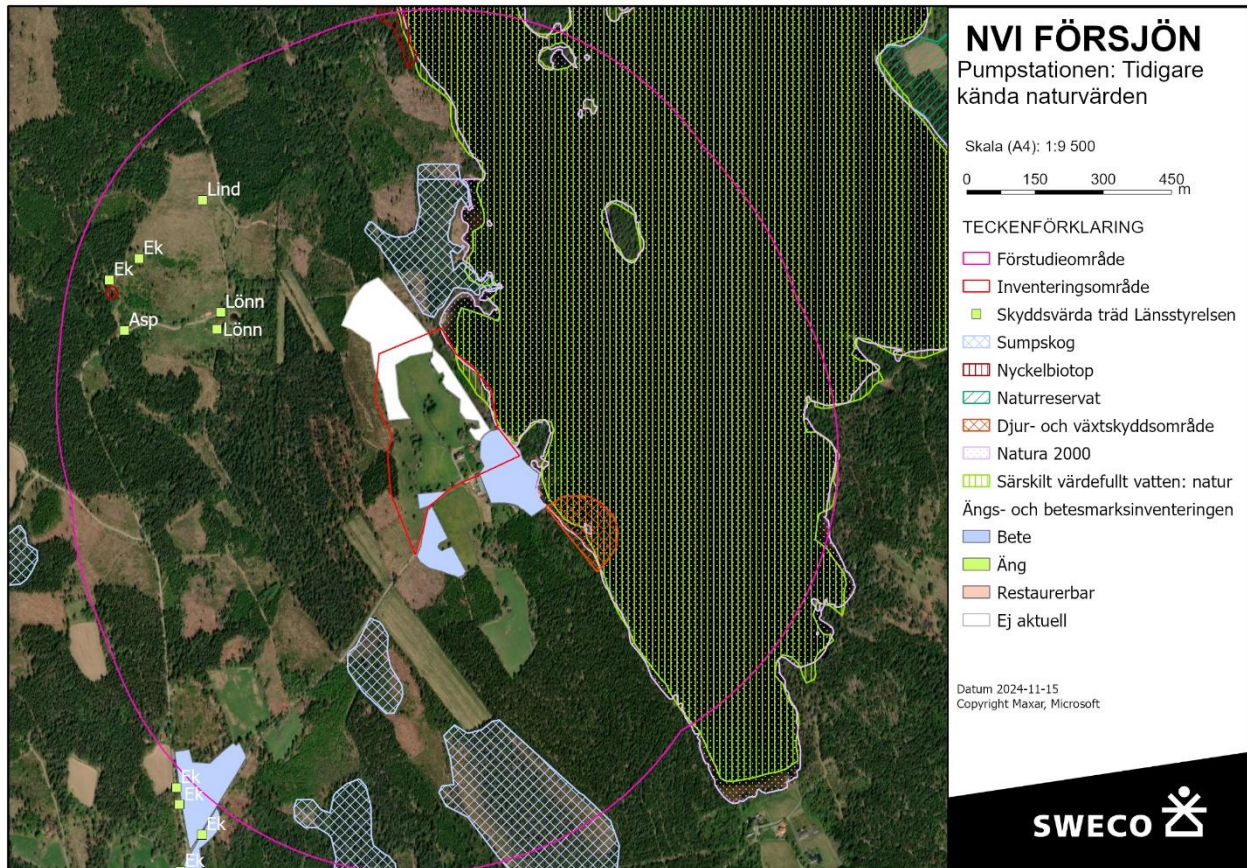 NVI FÖRSJÖN
Pumpstationen: Tidigare
kända naturvärden
Skala (A4): 1:9 500
0 150 300 450
m
TECKENFÖRKLARING
Förstudieområde
Inventeringsområde
Skyddsvärda träd Länsstyrelsen
Sumpskog
Nyckelbiotop
Naturreservat
Djur- och växtskyddsområde
Natura 2000
Särskilt värdefullt vatten: natur
Ängs- och betesmarksinventeringen
Bete
Äng
Restaurerbar
Ej aktuell
Datum 2024-11-15
Copyright Maxar, Microsoft
SWECO
Lind
Ek
Ek
Lönn
Asp
Lönn
Ek
Ek
Ek
Ek